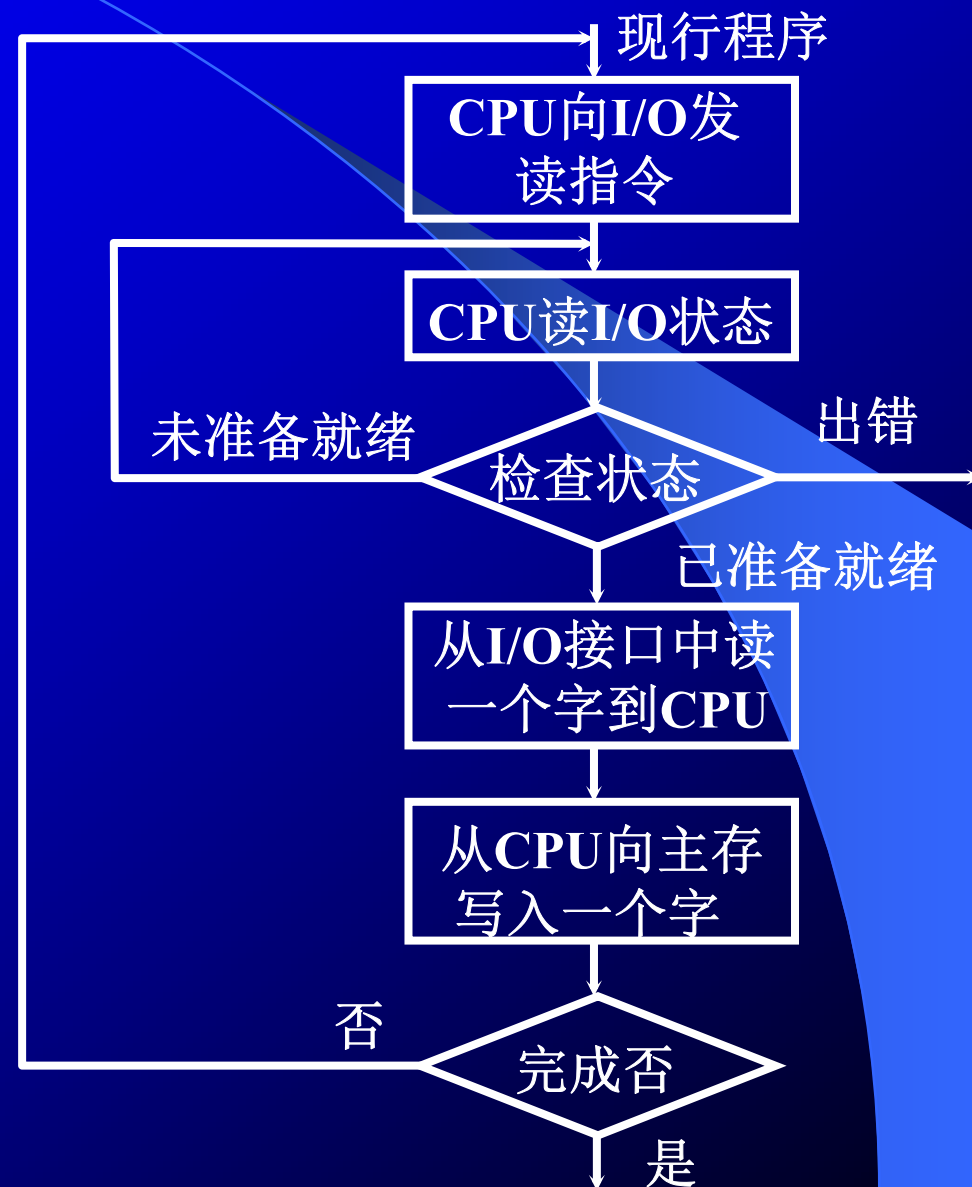 现行程序
CPU向I/O发
读指令
CPU读I/O状态
未准备就绪
出错
检查状态
已准备就绪
从I/O接口中读
一个字到CPU
从CPU向主存
写入一个字
否
完成否
是